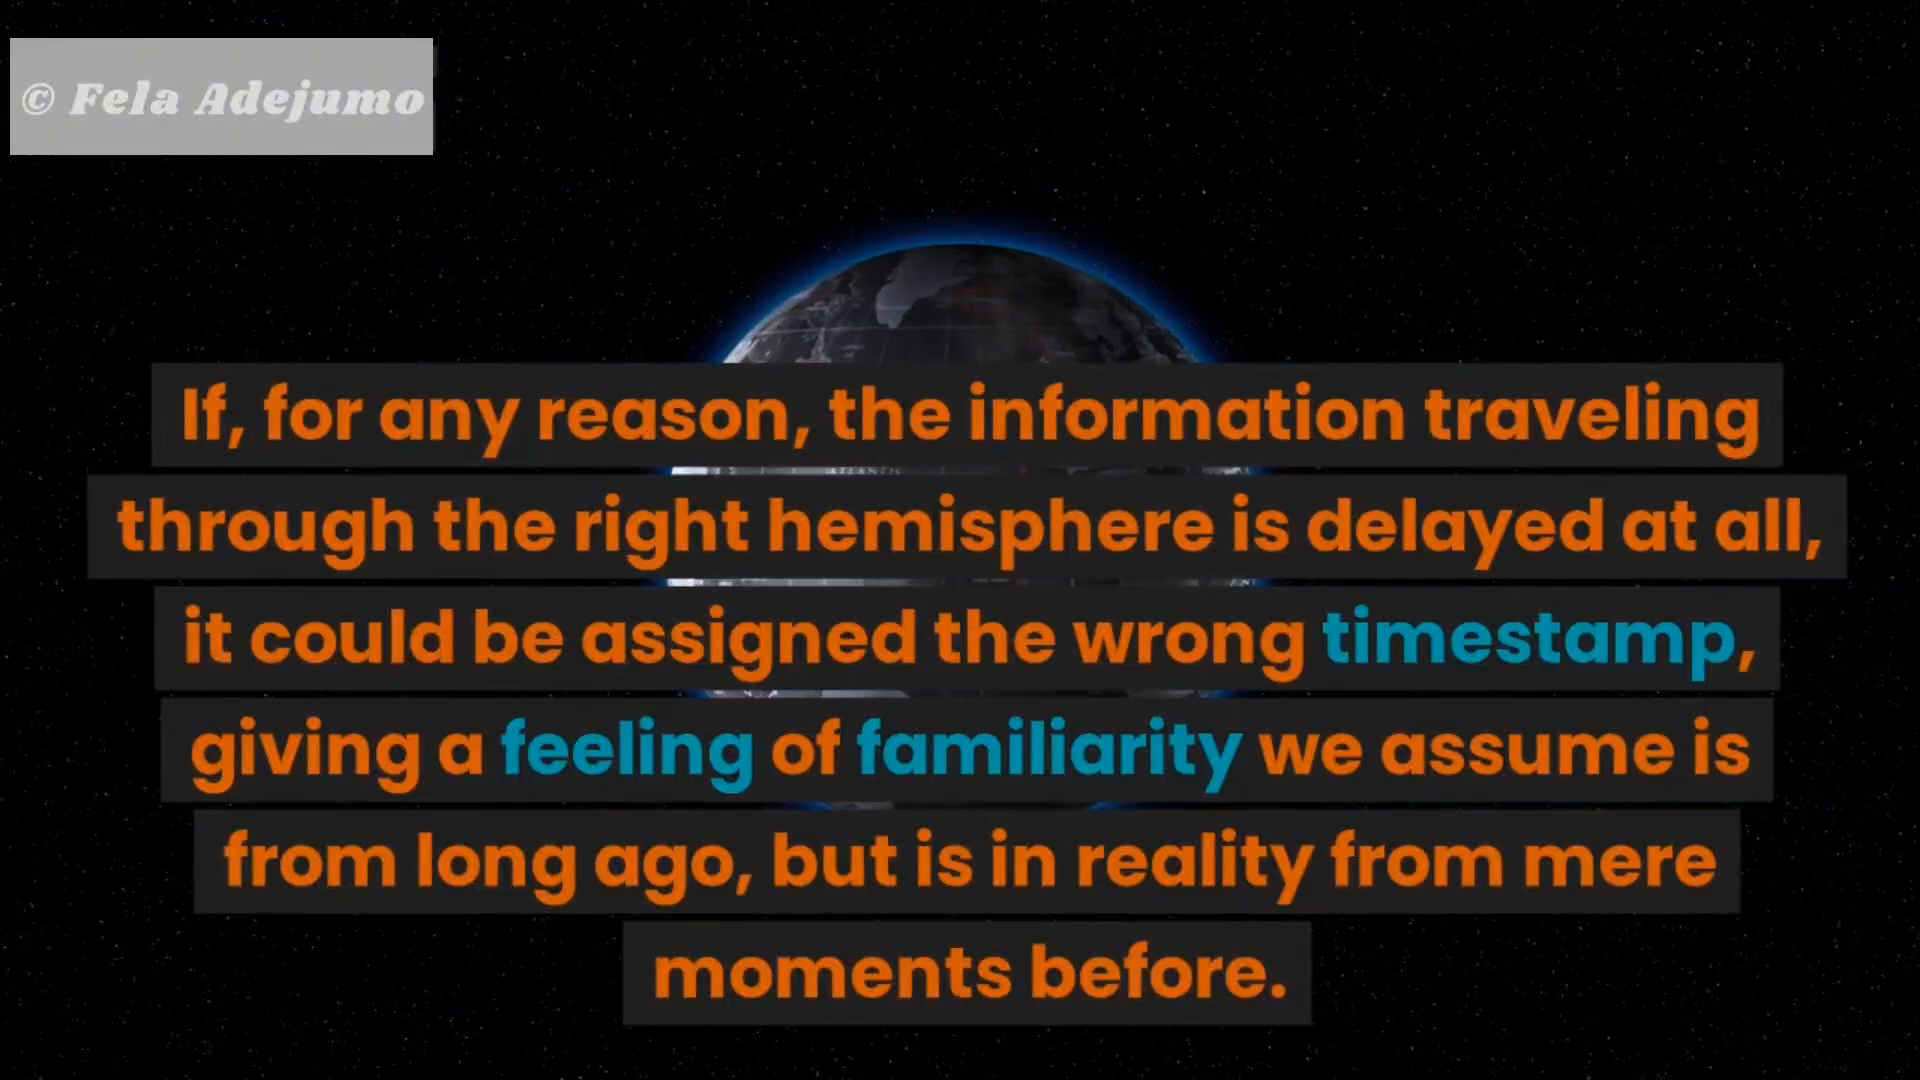 © Fela Adejumo
If, for any reason, the information traveling
through the right hemisphere is delayed at all,
it could be assigned the wrong timestamp,
giving a feeling of familiarity we assume is
from long ago, but is in reality from mere
moments before.